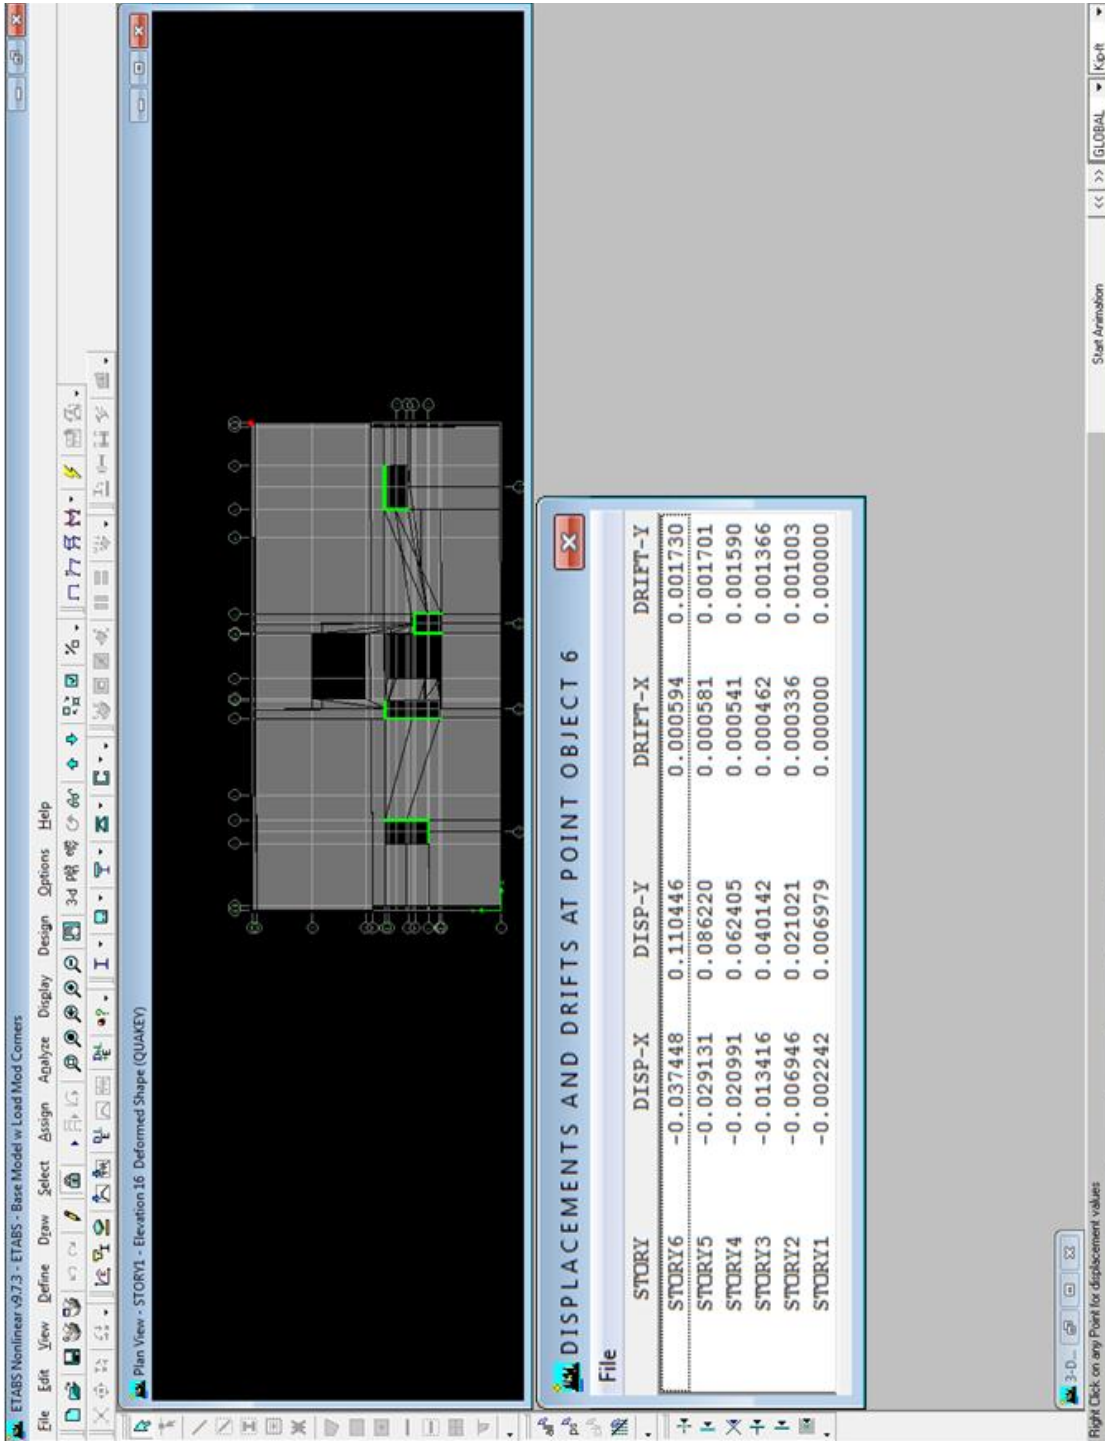 ETABS Nonlinear v9.7.3 - ETABS - Base Model w Load Mod Corners
File Edit View Define Draw Select Assign Analyze Display Design Options Help
3-d
Plan View - STORY1 - Elevation 16 Deformed Shape (QUAKEY)
all
ps
clr
DISPLACEMENTS AND DRIFTS AT POINT OBJECT 6
File
STORY DISP-X DISP-Y DRIFT-X DRIFT-Y
STORY6 -0.037448 0.110446 0.000594 0.001730
STORY5 -0.029131 0.086220 0.000581 0.001701
STORY4 -0.020991 0.062405 0.000541 0.001590
STORY3 -0.013416 0.040142 0.000462 0.001366
STORY2 -0.006946 0.021021 0.000336 0.001003
STORY1 -0.002242 0.006979 0.000000 0.000000
3-D...
Right Click on any Point for displacement values
Start Animation << >> GLOBAL Kip-ft